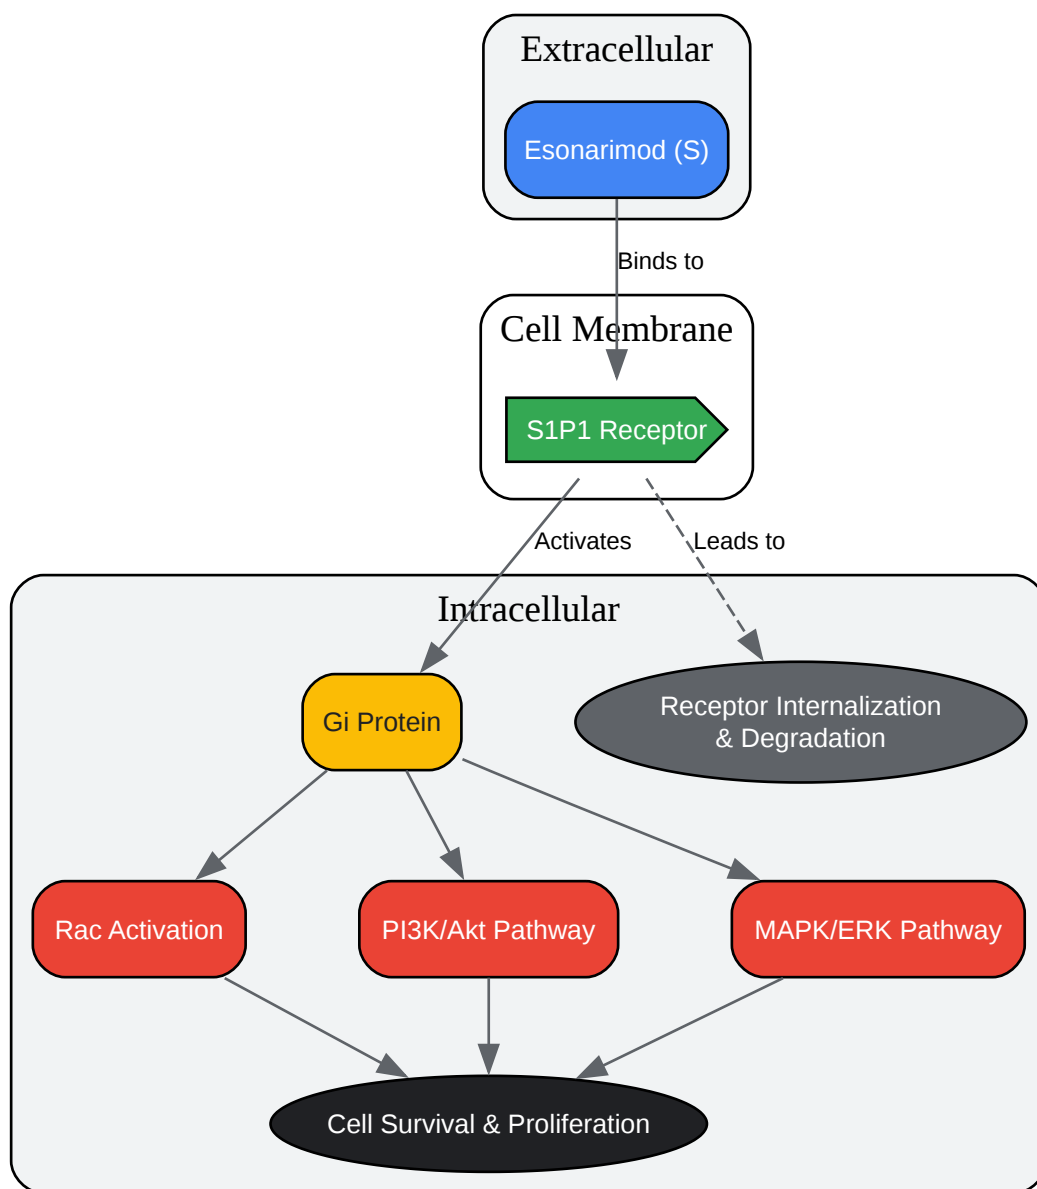 Extracellular
Esonarimod (S)
Binds to
Cell Membrane
S1P1 Receptor
Activates
Leads to
Intracellular
Gi Protein
Receptor Internalization
& Degradation
Rac Activation
PI3K/Akt Pathway
MAPK/ERK Pathway
Cell Survival & Proliferation